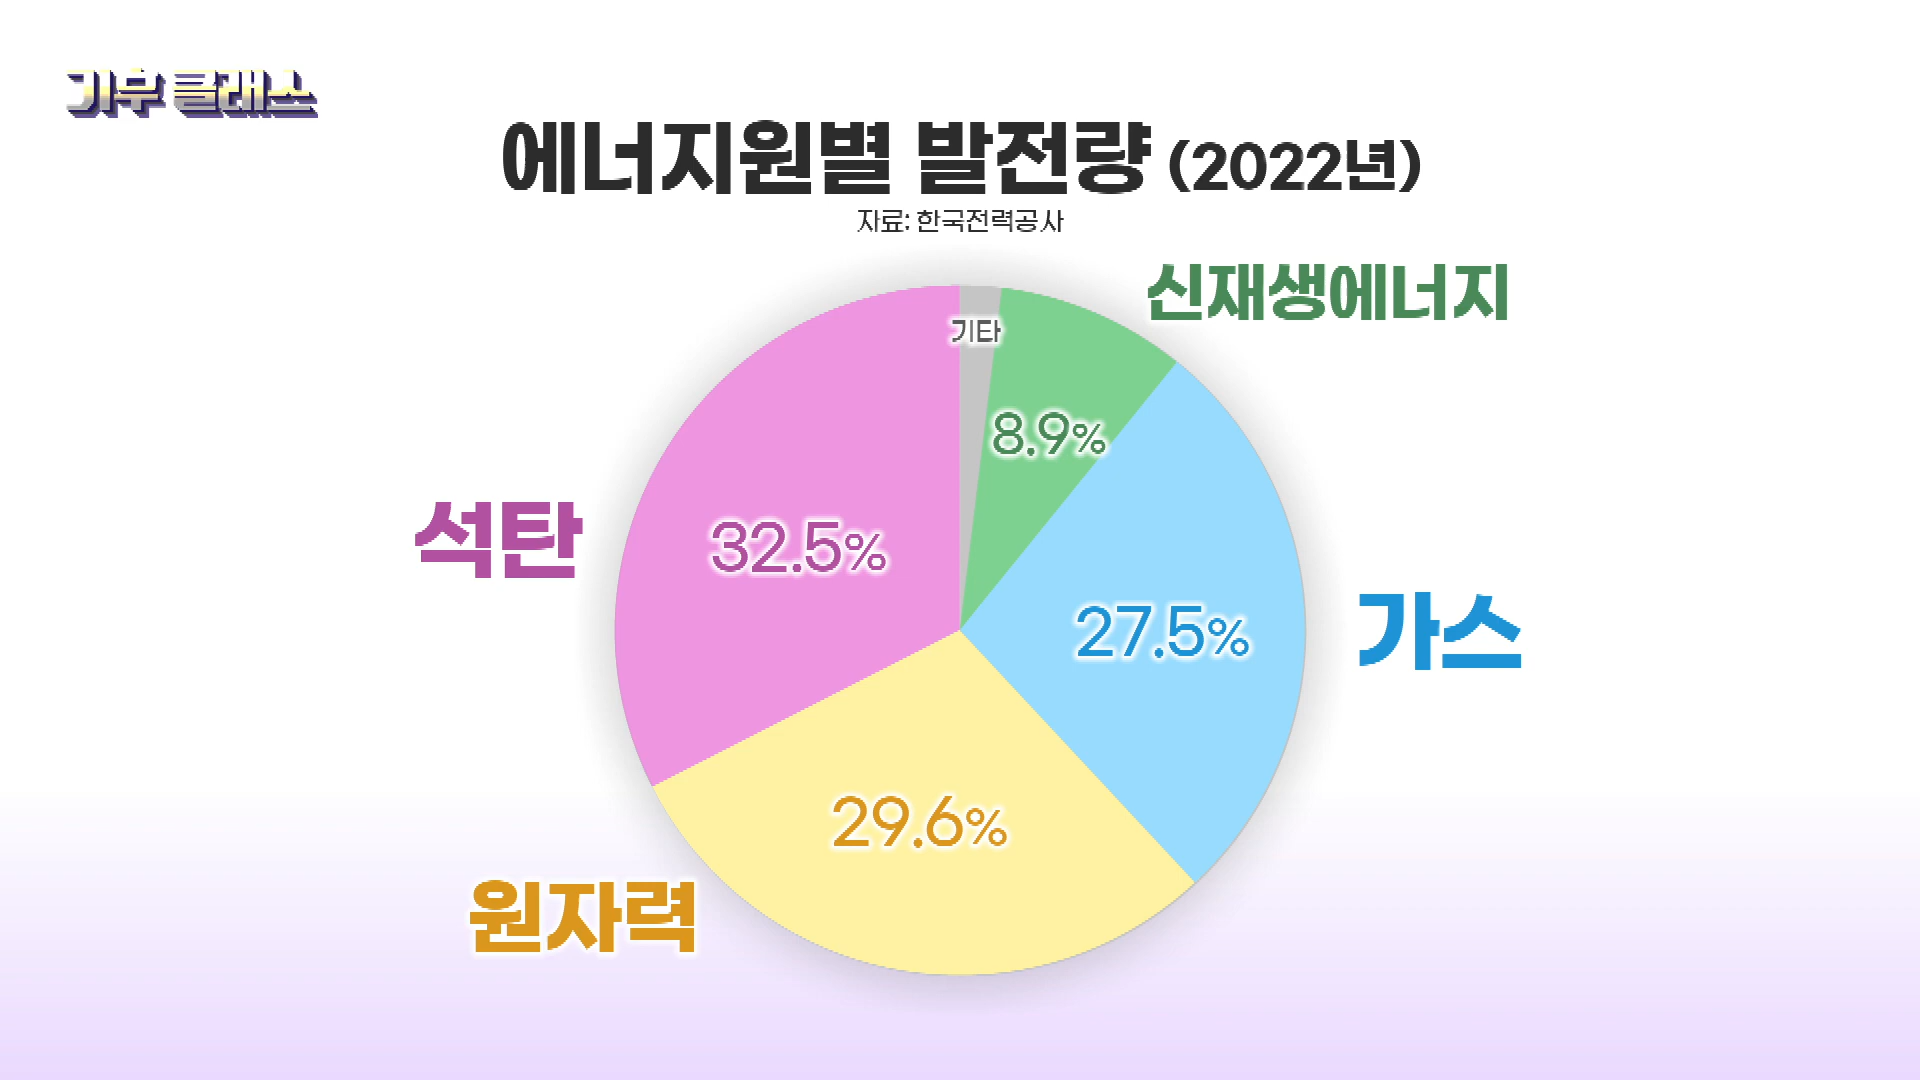 기후 클래스
에너지원별 발전량 (2022년)
자료: 한국전력공사
신재생에너지
기타
8.9%
석탄
32.5%
27.5%
가스
29.6%
원자력